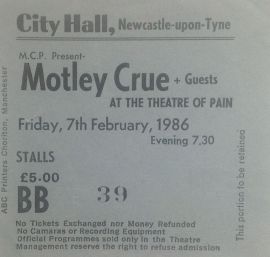 City Hall, Newcastle-upon-Tyne
M.C.P. Present-
Motley Crue + Guests
AT THE THEATRE OF PAIN
Friday, 7th February, 1986
Evening 7.30
STALLS
£5.00
BB 39
No Tickets Exchanged nor Money Refunded
No Camaras or Recording Equipment
Official Programmes sold only in the Theatre
Management reserve the right to refuse admission
ABC Printers Chorlton, Manchester
This portion to be retained